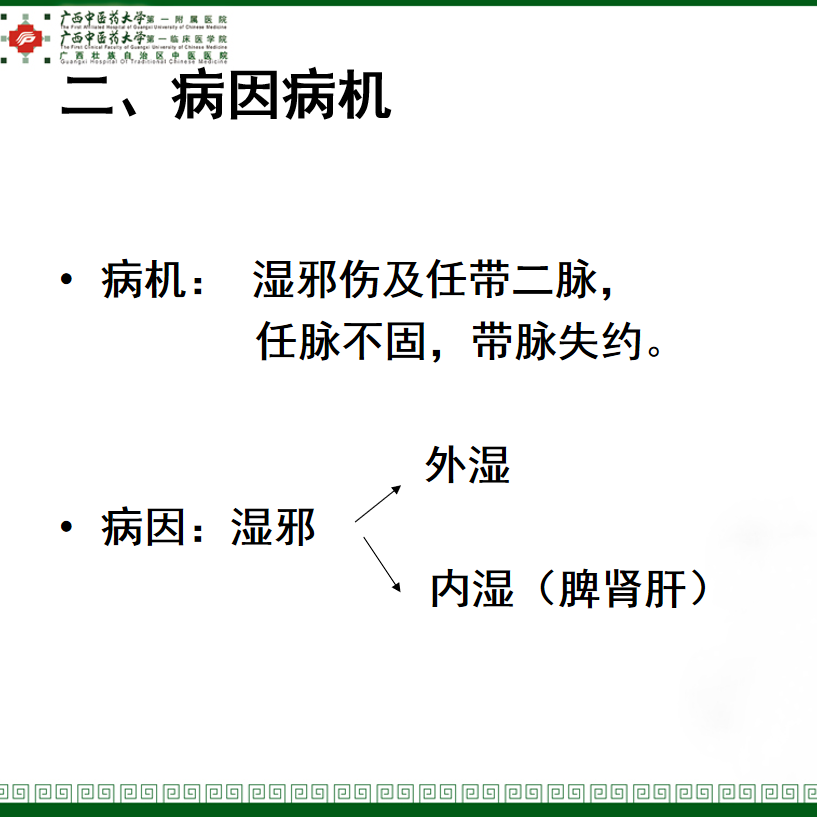 广西中医药大学第一附属医院
The First Affiliated Hospital of Guangxi University of Chinese Medicine
广西中医药大学第一临床医学院
The First Clinical Faculty of Guangxi University of Chinese Medicine
广西壮族自治区中医医院
Guangxi Hospital Of Traditional Chinese Medicine
二、病因病机
• 病机： 湿邪伤及任带二脉，
任脉不固，带脉失约。
外湿
• 病因：湿邪
内湿（脾肾肝）